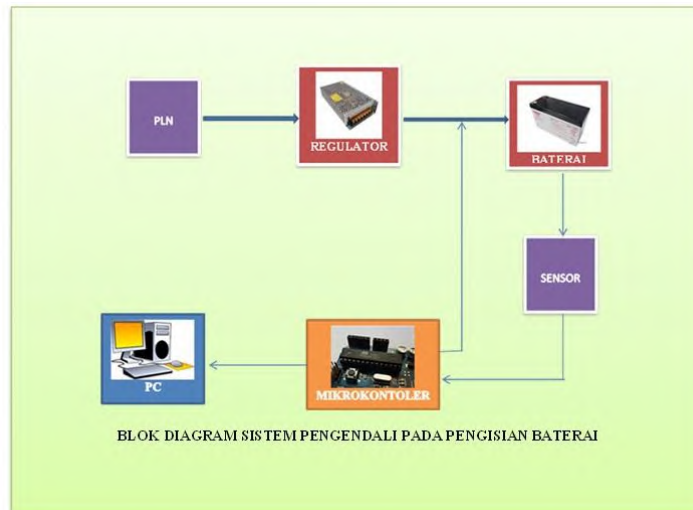 PLN
REGULATOR
BATERAI
SENSOR
PC
MIKROKONTOLER
BLOK DIAGRAM SISTEM PENGENDALI PADA PENGISIAN BATERAI